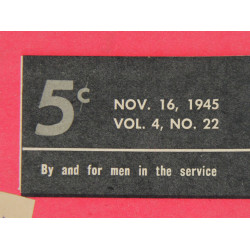 5¢
NOV. 16, 1945
VOL. 4, NO. 22
By and for men in the service